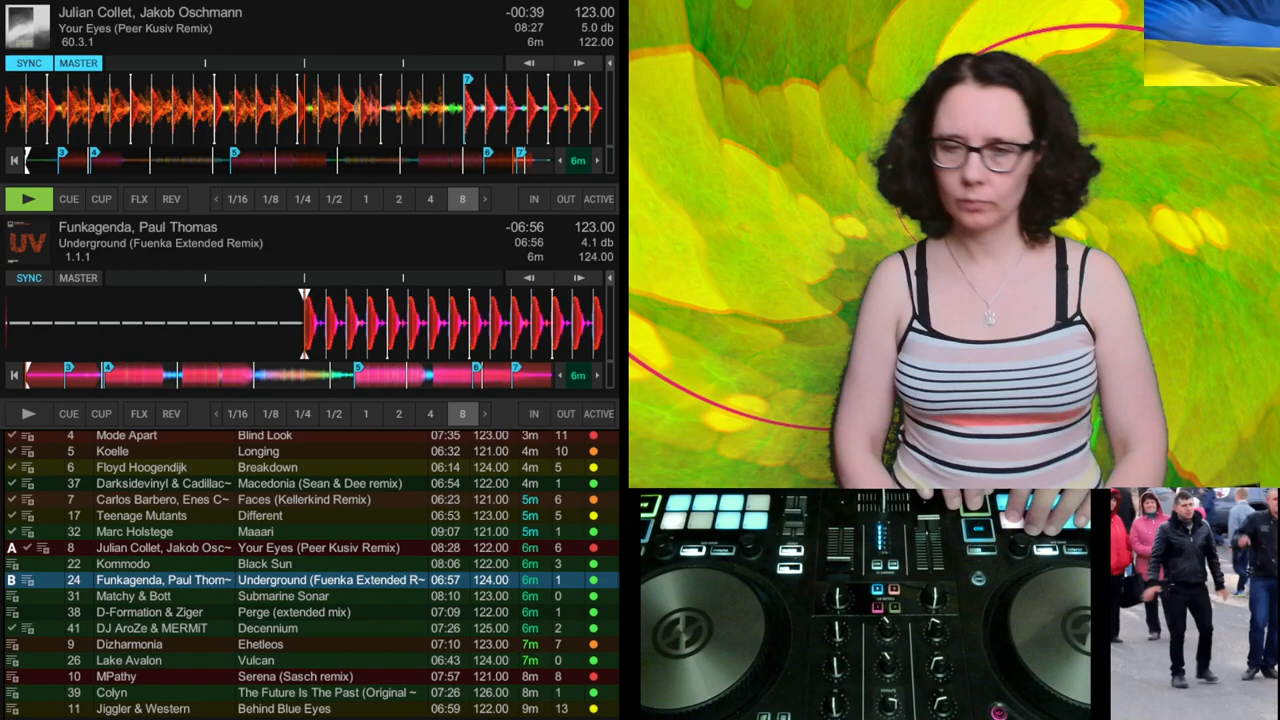 Julian Collet, Jakob Oschmann -00:39 123.00
Your Eyes (Peer Kusiv Remix) 08:27 5.0 db
60.3.1 6m 122.00
SYNC MASTER
7
3 4 5 6 7 6m
CUE CUP FLX REV 1/16 1/8 1/4 1/2 1 2 4 8 IN OUT ACTIVE
Funkagenda, Paul Thomas -06:56 123.00
Underground (Fuenka Extended Remix) 06:56 4.1 db
1.1.1 6m 124.00
SYNC MASTER
UV
3 4 5 6 7 6m
CUE CUP FLX REV 1/16 1/8 1/4 1/2 1 2 4 8 IN OUT ACTIVE
4 Mode Apart Blind Look 07:35 123.00 3m 11
5 Koelle Longing 06:32 121.00 4m 10
6 Floyd Hoogendijk Breakdown 06:14 124.00 4m 5
37 Darksidevinyl & Cadillac~ Macedonia (Sean & Dee remix) 06:54 122.00 4m 1
7 Carlos Barbero, Enes C~ Faces (Kellerkind Remix) 06:23 121.00 5m 6
17 Teenage Mutants Different 06:53 123.00 5m 5
32 Marc Holstege Maaari 09:07 121.00 5m 2
A 8 Julian Collet, Jakob Osc~ Your Eyes (Peer Kusiv Remix) 08:28 122.00 6m 6
22 Kommodo Black Sun 08:06 122.00 6m 3
B 24 Funkagenda, Paul Thom~ Underground (Fuenka Extended R~ 06:57 124.00 6m 1
31 Matchy & Bott Submarine Sonar 08:10 122.00 6m 0
38 D-Formation & Ziger Perge (extended mix) 07:09 122.00 6m 1
41 DJ AroZe & MERMiT Decennium 07:26 125.00 6m 2
9 Dizharmonia Ehetleos 07:10 123.00 7m 7
26 Lake Avalon Vulcan 06:43 124.00 7m 0
10 MPathy Serena (Sasch remix) 07:57 121.00 8m 8
39 Colyn The Future Is The Past (Original ~ 07:26 126.00 8m 1
11 Jiggler & Western Behind Blue Eyes 06:59 122.00 9m 13